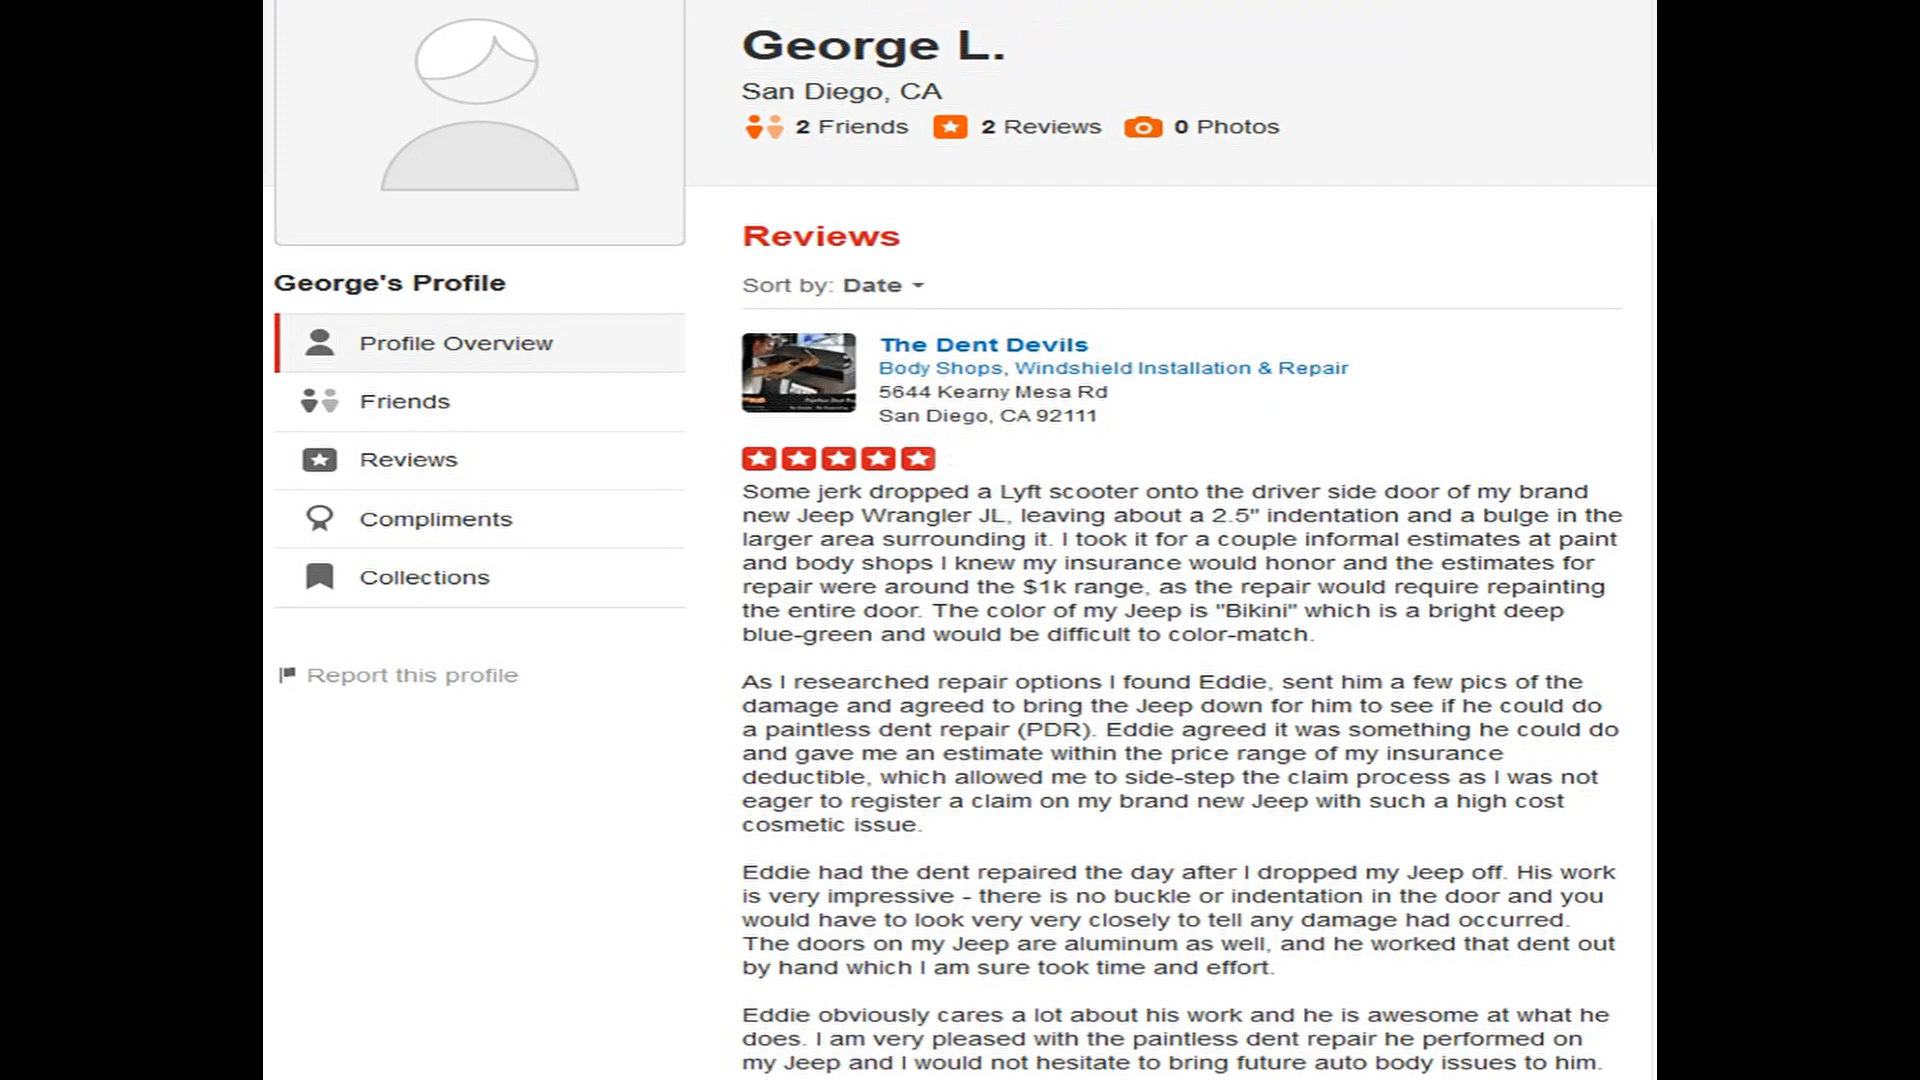 George L.
San Diego, CA
2 Friends 2 Reviews 0 Photos
George's Profile
Profile Overview
Friends
Reviews
Compliments
Collections
Report this profile
Reviews
Sort by: Date
The Dent Devils
Body Shops, Windshield Installation & Repair
5644 Kearny Mesa Rd
San Diego, CA 92111
Some jerk dropped a Lyft scooter onto the driver side door of my brand
new Jeep Wrangler JL, leaving about a 2.5" indentation and a bulge in the
larger area surrounding it. I took it for a couple informal estimates at paint
and body shops I knew my insurance would honor and the estimates for
repair were around the $1k range, as the repair would require repainting
the entire door. The color of my Jeep is "Bikini" which is a bright deep
blue-green and would be difficult to color-match.
As I researched repair options I found Eddie, sent him a few pics of the
damage and agreed to bring the Jeep down for him to see if he could do
a paintless dent repair (PDR). Eddie agreed it was something he could do
and gave me an estimate within the price range of my insurance
deductible, which allowed me to side-step the claim process as I was not
eager to register a claim on my brand new Jeep with such a high cost
cosmetic issue.
Eddie had the dent repaired the day after I dropped my Jeep off. His work
is very impressive - there is no buckle or indentation in the door and you
would have to look very very closely to tell any damage had occurred.
The doors on my Jeep are aluminum as well, and he worked that dent out
by hand which I am sure took time and effort.
Eddie obviously cares a lot about his work and he is awesome at what he
does. I am very pleased with the paintless dent repair he performed on
my Jeep and I would not hesitate to bring future auto body issues to him.